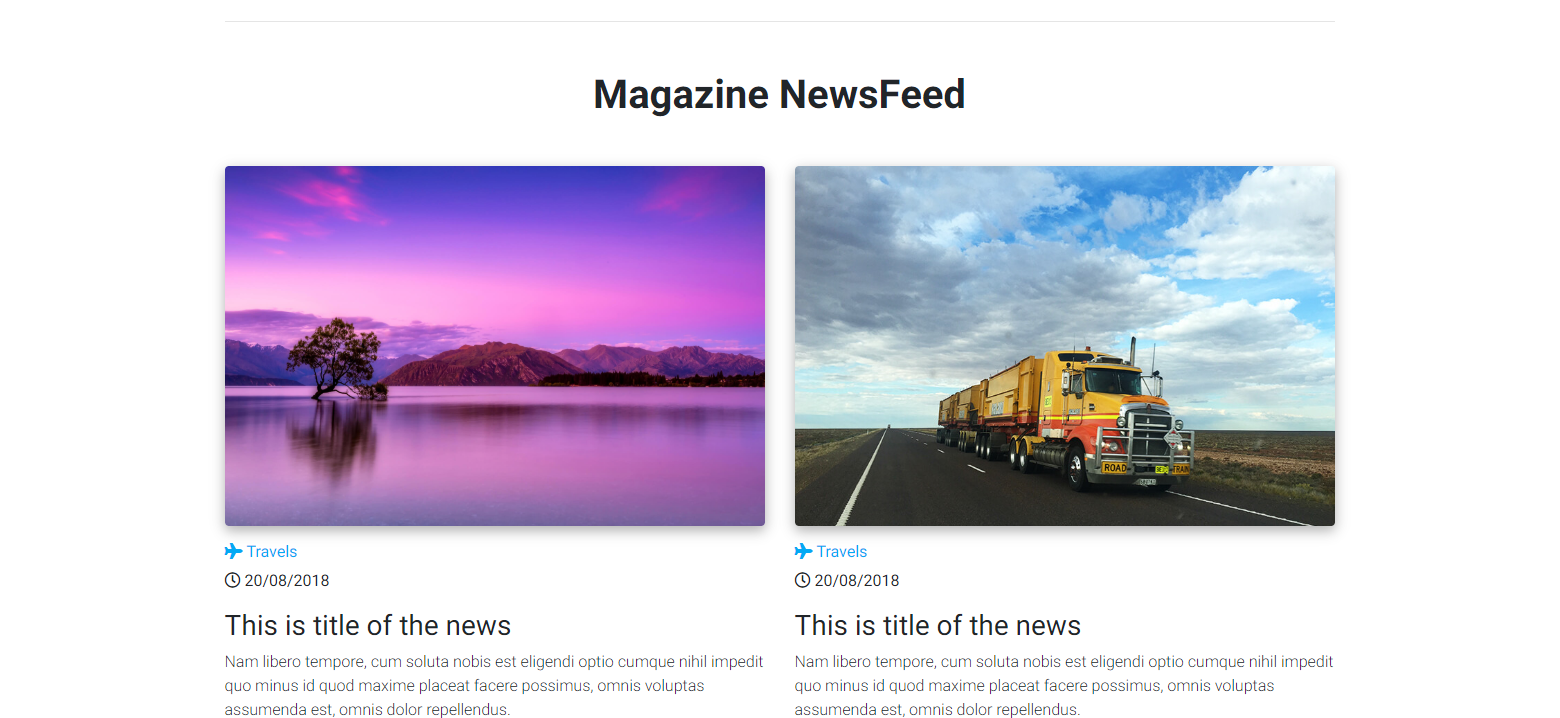 Magazine NewsFeed
ROAD
TRAIN
Travels
20/08/2018
This is title of the news
Nam libero tempore, cum soluta nobis est eligendi optio cumque nihil impedit
quo minus id quod maxime placeat facere possimus, omnis voluptas
assumenda est, omnis dolor repellendus.
Travels
20/08/2018
This is title of the news
Nam libero tempore, cum soluta nobis est eligendi optio cumque nihil impedit
quo minus id quod maxime placeat facere possimus, omnis voluptas
assumenda est, omnis dolor repellendus.